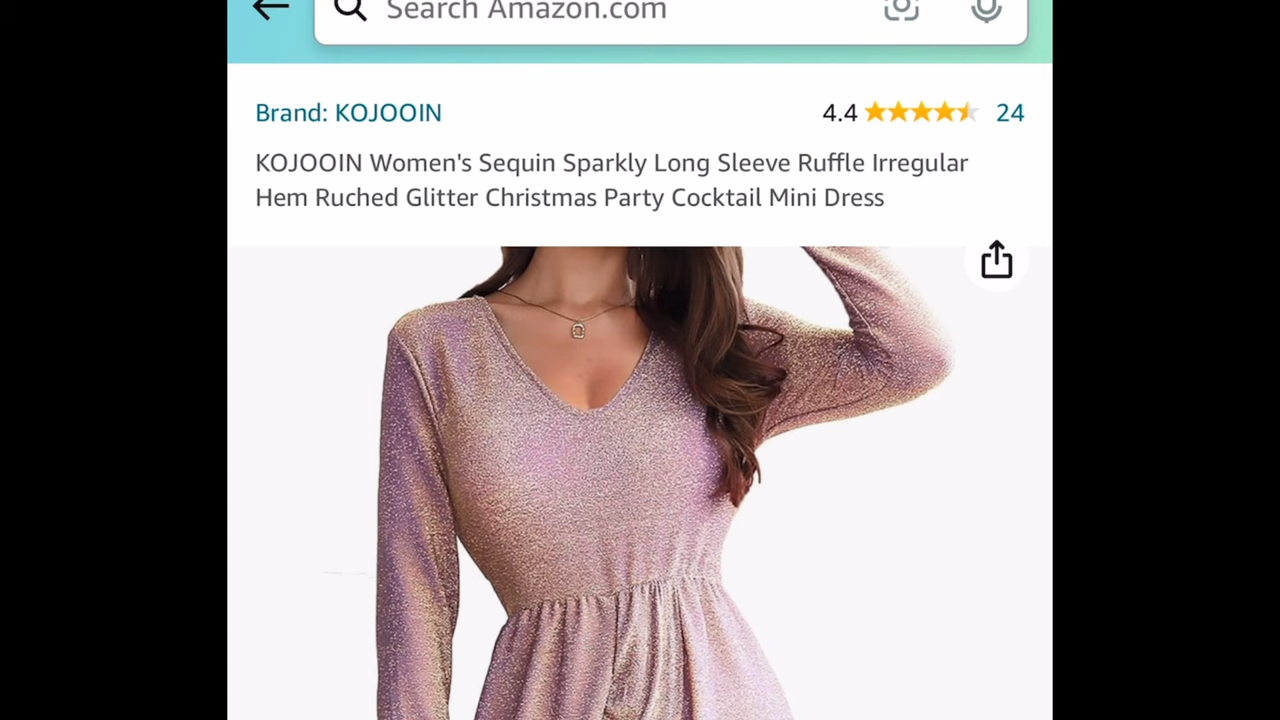 Search Amazon.com
Brand: KOJOOIN
4.4
24
KOJOOIN Women's Sequin Sparkly Long Sleeve Ruffle Irregular
Hem Ruched Glitter Christmas Party Cocktail Mini Dress